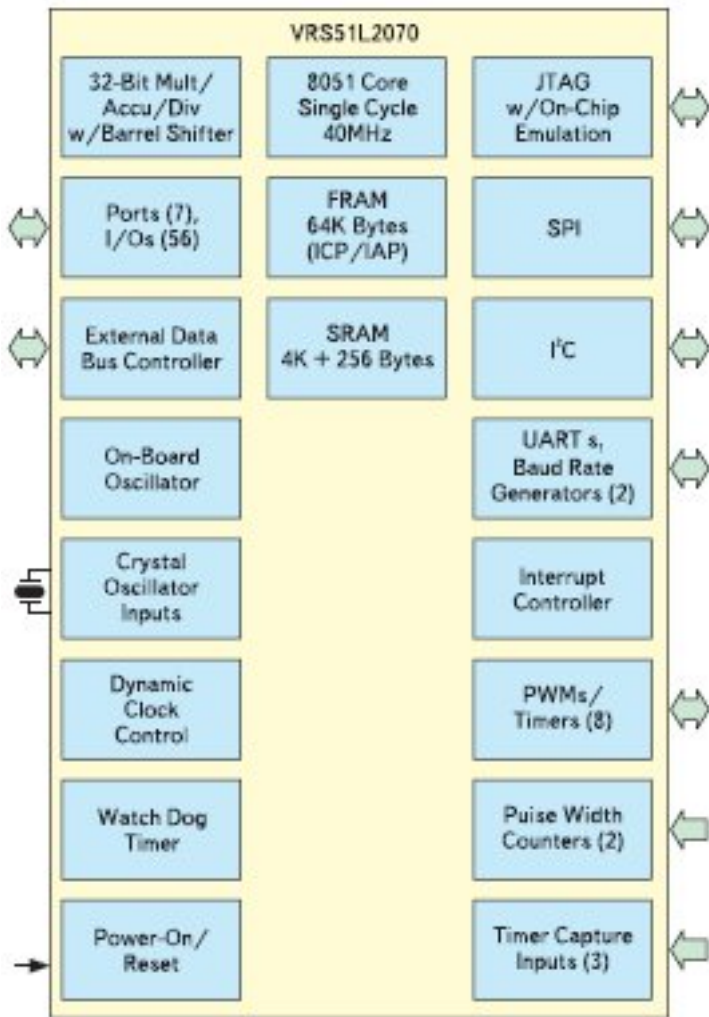 VRS51L2070
32-Bit Mult/
Accu/Div
w/Barrel Shifter
8051 Core
Single Cycle
40MHz
JTAG
w/On-Chip
Emulation
Ports (7),
I/Os (56)
FRAM
64K Bytes
(ICP/IAP)
SPI
External Data
Bus Controller
SRAM
4K + 256 Bytes
I²C
On-Board
Oscillator
UART s,
Baud Rate
Generators (2)
Crystal
Oscillator
Inputs
Interrupt
Controller
Dynamic
Clock
Control
PWMs/
Timers (8)
Watch Dog
Timer
Puise Width
Counters (2)
Power-On/
Reset
Timer Capture
Inputs (3)